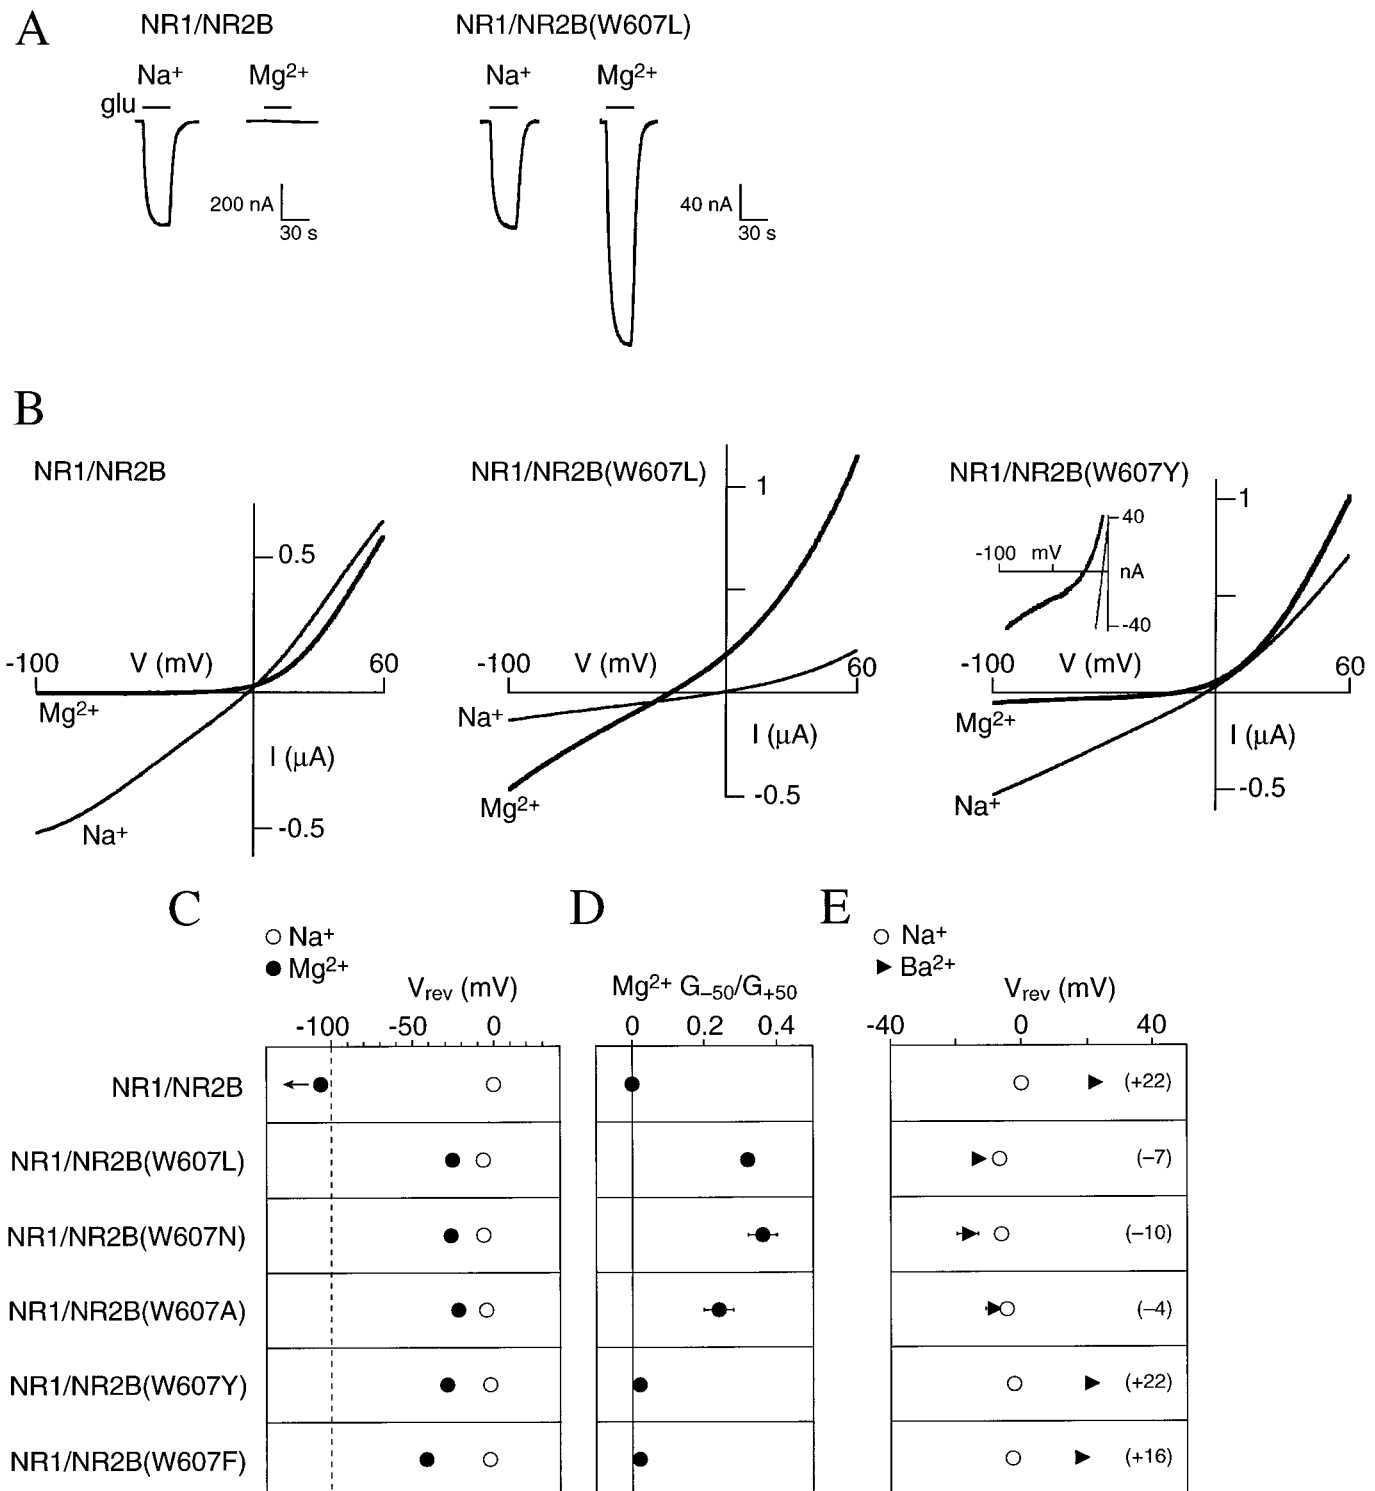 A
NR1/NR2B
NR1/NR2B(W607L)
Na⁺ Mg²⁺ Na⁺ Mg²⁺
glu
200 nA
30 s
40 nA
30 s
B
NR1/NR2B
0.5
-100 V (mV) 60
Mg²⁺
I (μA)
Na⁺
-0.5
NR1/NR2B(W607L)
1
-100 V (mV) 60
Na⁺
I (μA)
Mg²⁺
-0.5
NR1/NR2B(W607Y)
1
40
-100 mV
nA
-40
-100 V (mV) 60
Mg²⁺
I (μA)
Na⁺
-0.5
C
Na⁺
Mg²⁺
Vrev (mV)
-100 -50 0
D
Mg²⁺ G₋₅₀/G₊₅₀
0 0.2 0.4
E
Na⁺
Ba²⁺
Vrev (mV)
-40 0 40
NR1/NR2B (+22)
NR1/NR2B(W607L) (–7)
NR1/NR2B(W607N) (–10)
NR1/NR2B(W607A) (–4)
NR1/NR2B(W607Y) (+22)
NR1/NR2B(W607F) (+16)